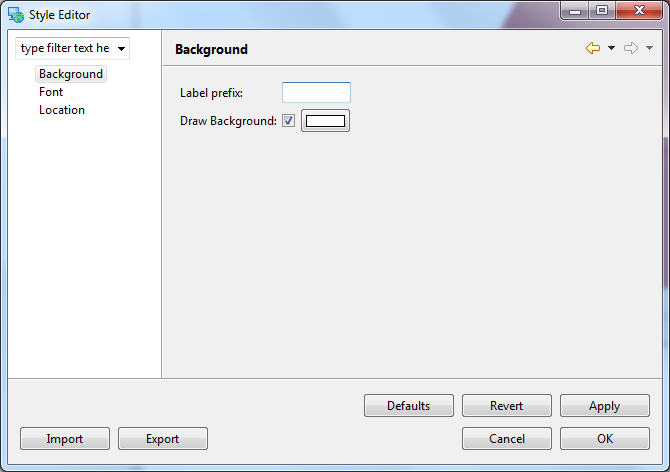 Style Editor
type filter text he
Background
Font
Location
Background
Label prefix:
Draw Background:
Defaults
Revert
Apply
Import
Export
Cancel
OK